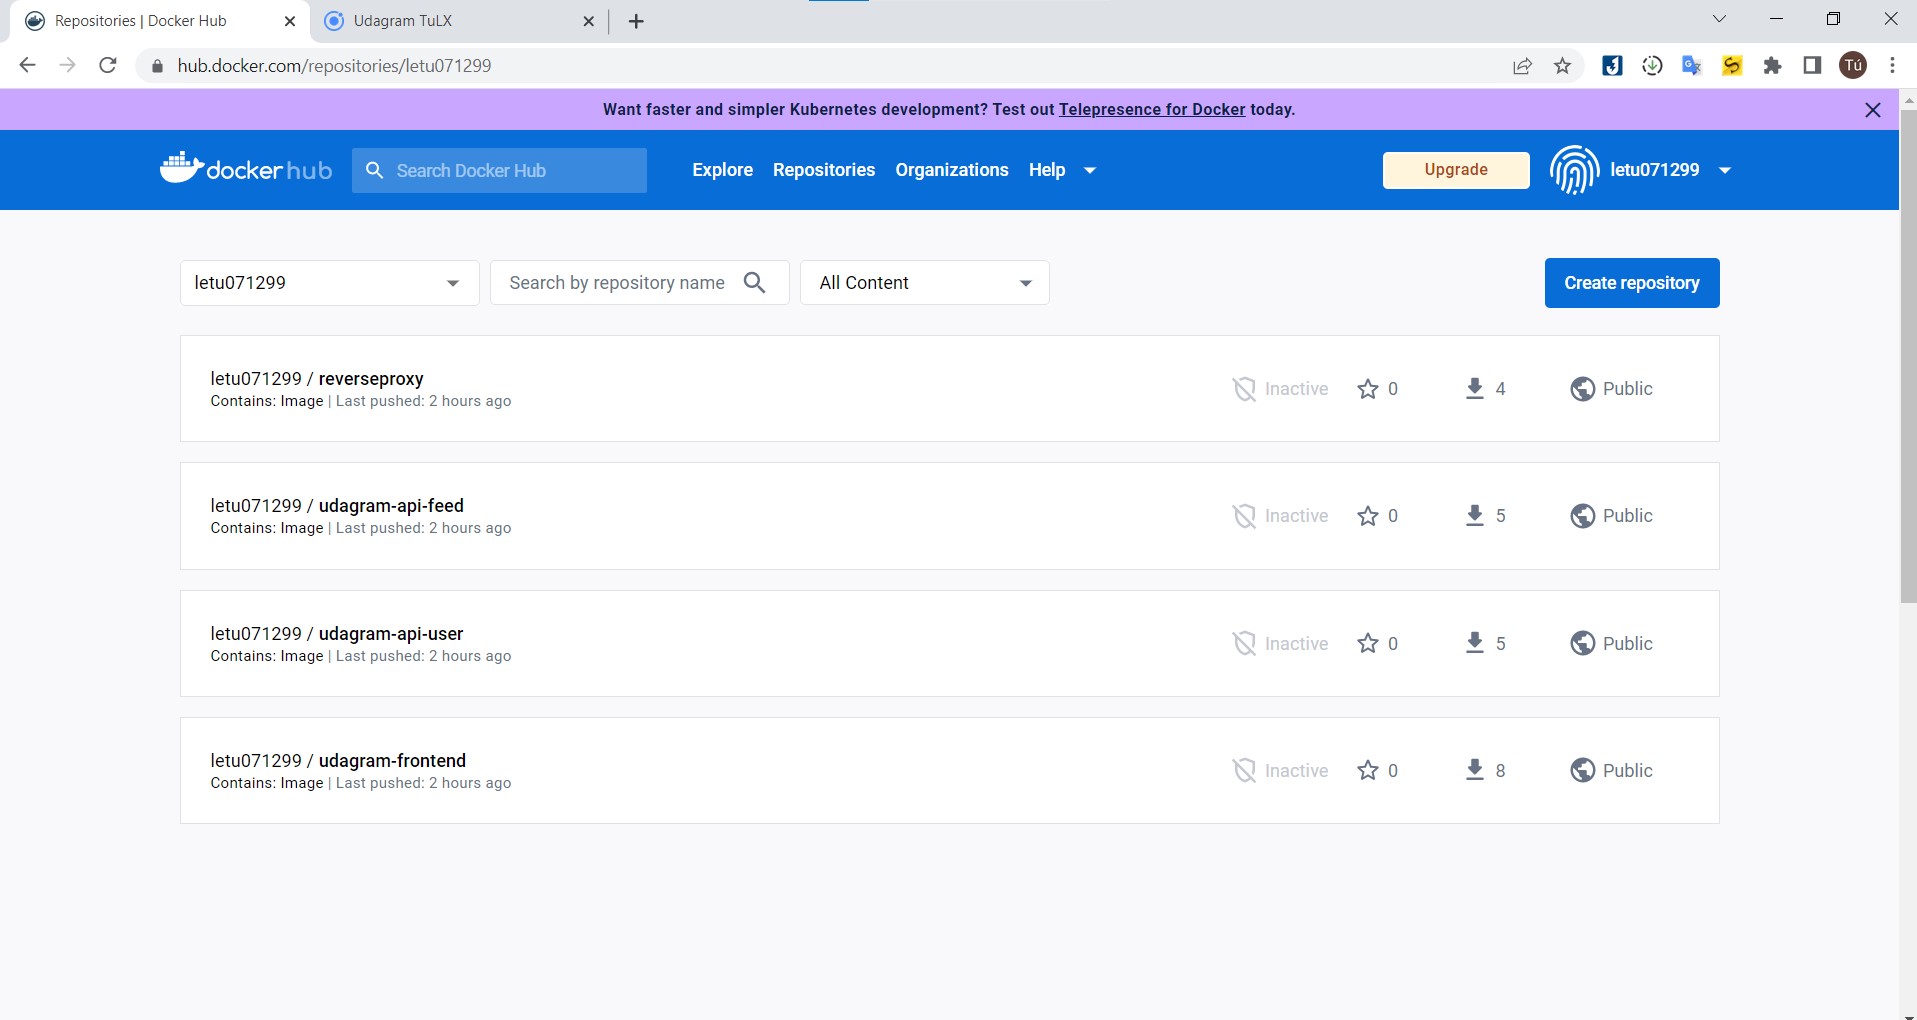 Repositories | Docker Hub
Udagram TuLX
hub.docker.com/repositories/letu071299
Tú
Want faster and simpler Kubernetes development? Test out Telepresence for Docker today.
docker hub
Search Docker Hub
Explore
Repositories
Organizations
Help
Upgrade
letu071299
letu071299
Search by repository name
All Content
Create repository
letu071299 / reverseproxy
Contains: Image | Last pushed: 2 hours ago
Inactive
0
4
Public
letu071299 / udagram-api-feed
Contains: Image | Last pushed: 2 hours ago
Inactive
0
5
Public
letu071299 / udagram-api-user
Contains: Image | Last pushed: 2 hours ago
Inactive
0
5
Public
letu071299 / udagram-frontend
Contains: Image | Last pushed: 2 hours ago
Inactive
0
8
Public